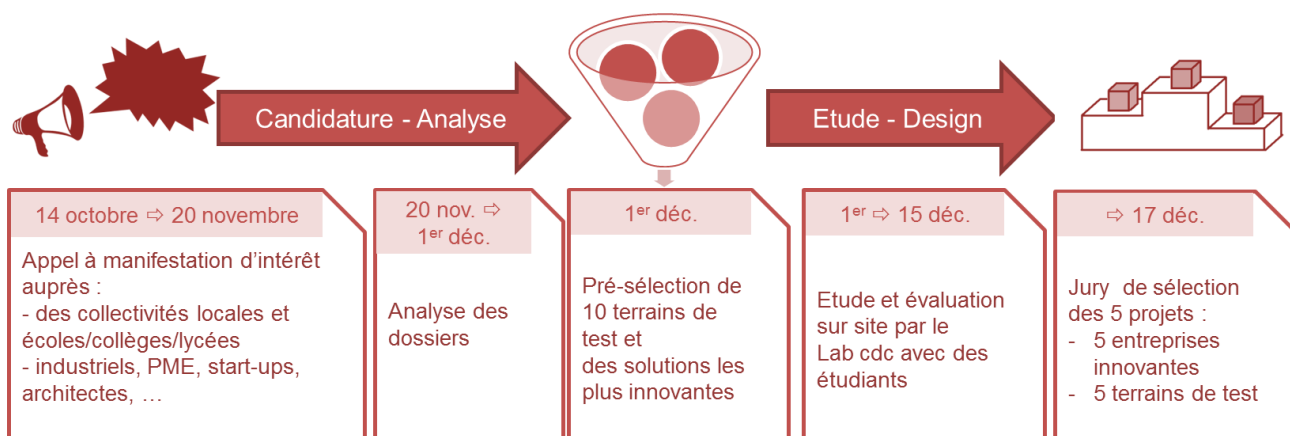 Candidature - Analyse
Etude - Design
14 octobre ⇨ 20 novembre
Appel à manifestation d’intérêt
auprès :
- des collectivités locales et
écoles/collèges/lycées
- industriels, PME, start-ups,
architectes, …
20 nov. ⇨
1er déc.
Analyse des
dossiers
1er déc.
Pré-sélection de
10 terrains de
test et
des solutions les
plus innovantes
1er ⇨ 15 déc.
Etude et évaluation
sur site par le
Lab cdc avec des
étudiants
⇨ 17 déc.
Jury de sélection
des 5 projets :
- 5 entreprises
innovantes
- 5 terrains de test